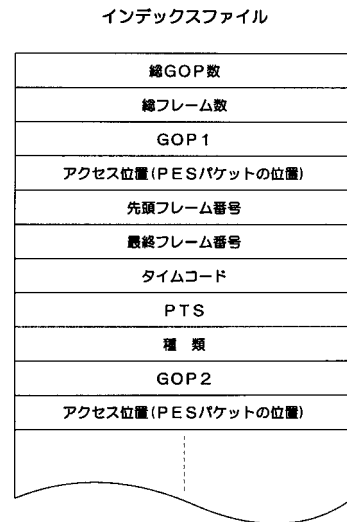 インデックスファイル
総GOP数
総フレーム数
GOP1
アクセス位置(PESパケットの位置)
先頭フレーム番号
最終フレーム番号
タイムコード
PTS
種 類
GOP2
アクセス位置(PESパケットの位置)